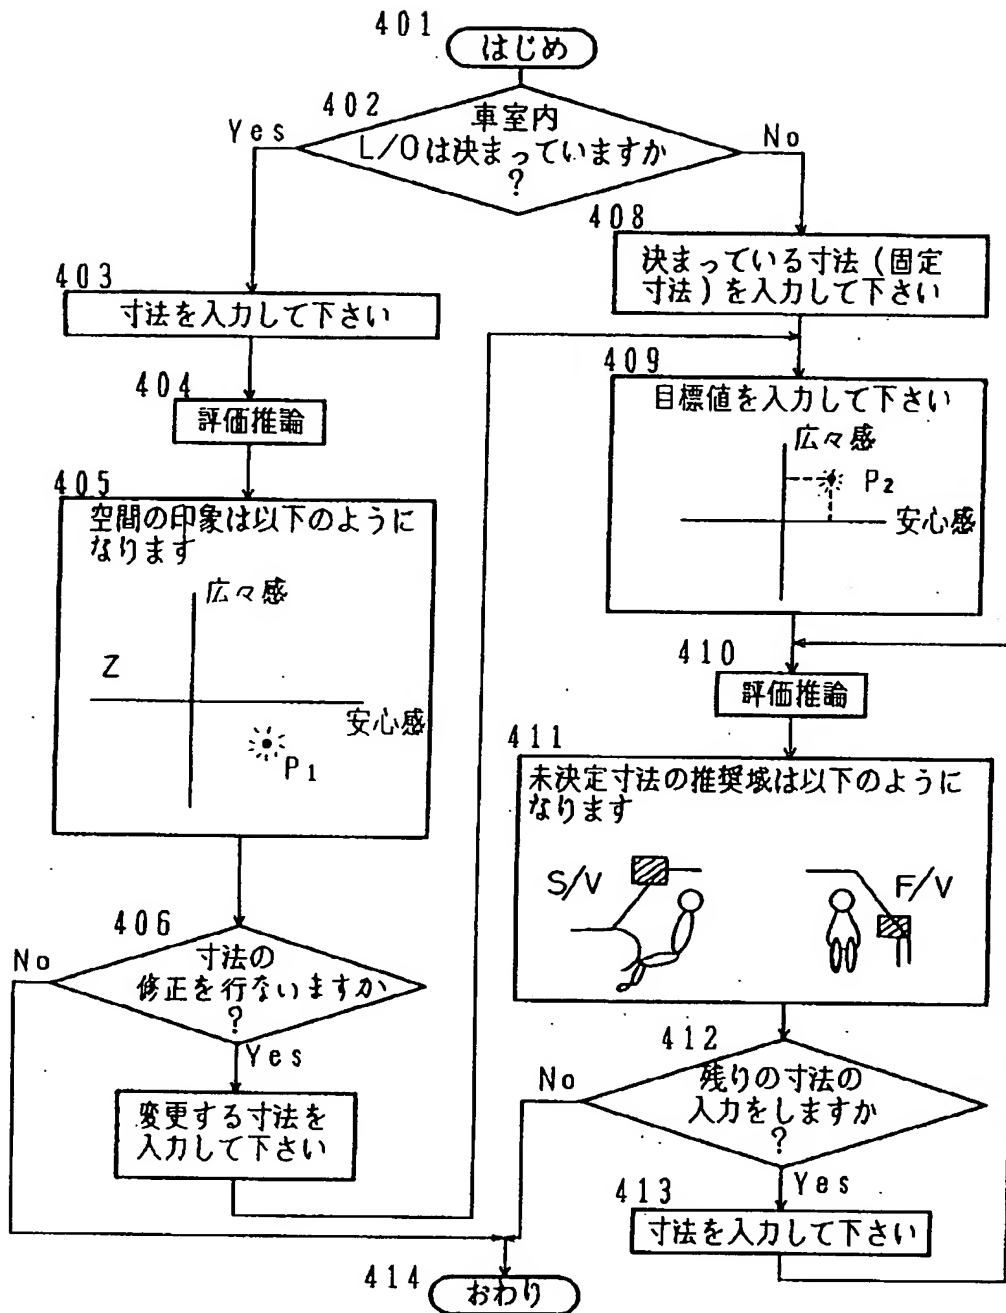 401
はじめ
402
車室内
L/Oは決まっていますか
?
Yes
No
403
寸法を入力して下さい
404
評価推論
405
空間の印象は以下のように
なります
広々感
Z
安心感
P1
406
寸法の
修正を行ないますか
?
No
Yes
変更する寸法を
入力して下さい
408
決まっている寸法(固定
寸法)を入力して下さい
409
目標値を入力して下さい
広々感
P2
安心感
410
評価推論
411
未決定寸法の推奨域は以下のように
なります
S/V
F/V
412
残りの寸法の
入力をしますか
?
No
Yes
413
寸法を入力して下さい
414
おわり